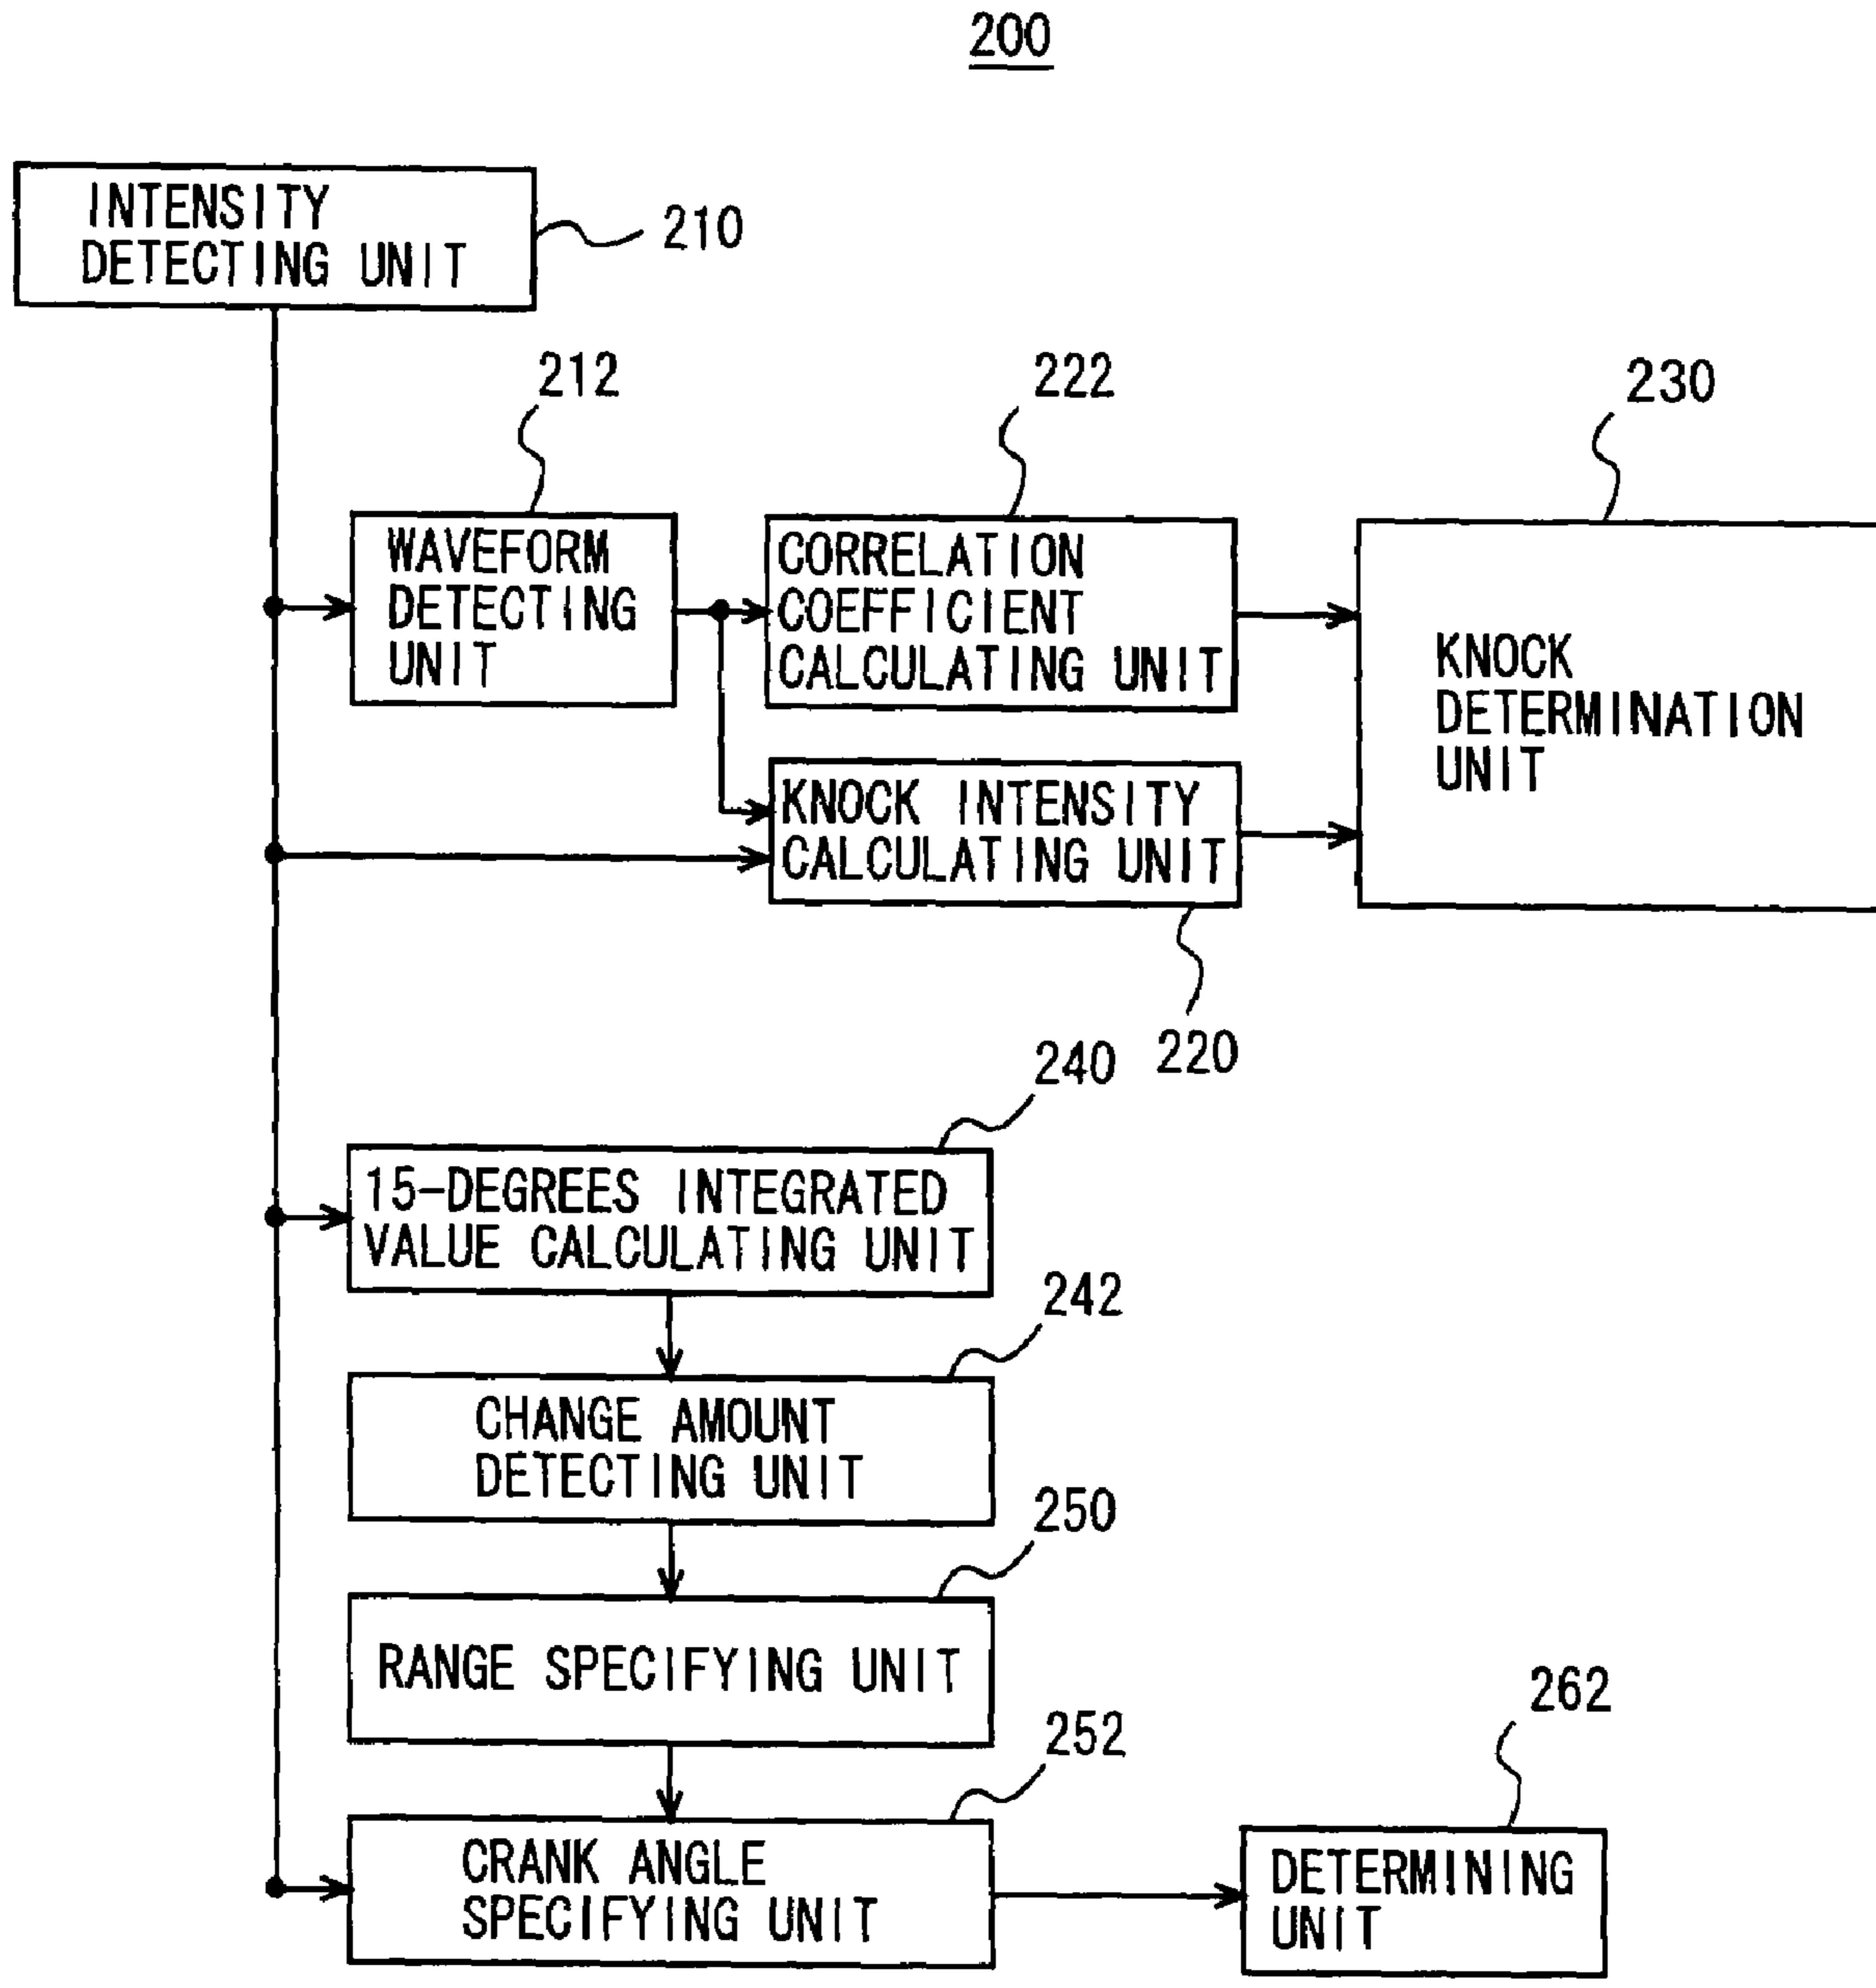 200
INTENSITY
DETECTING UNIT
210
212
222
230
WAVEFORM
DETECTING
UNIT
CORRELATION
COEFFICIENT
CALCULATING UNIT
KNOCK
DETERMINATION
UNIT
KNOCK INTENSITY
CALCULATING UNIT
220
240
15-DEGREES INTEGRATED
VALUE CALCULATING UNIT
242
CHANGE AMOUNT
DETECTING UNIT
250
RANGE SPECIFYING UNIT
252
262
CRANK ANGLE
SPECIFYING UNIT
DETERMINING
UNIT